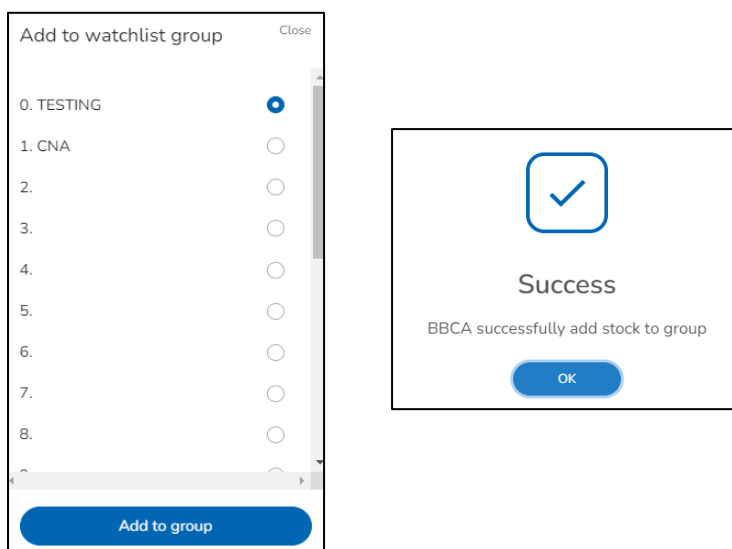 Add to watchlist group
Close
0. TESTING
1. CNA
2.
3.
4.
5.
6.
7.
8.
Add to group
Success
BBCA successfully add stock to group
OK